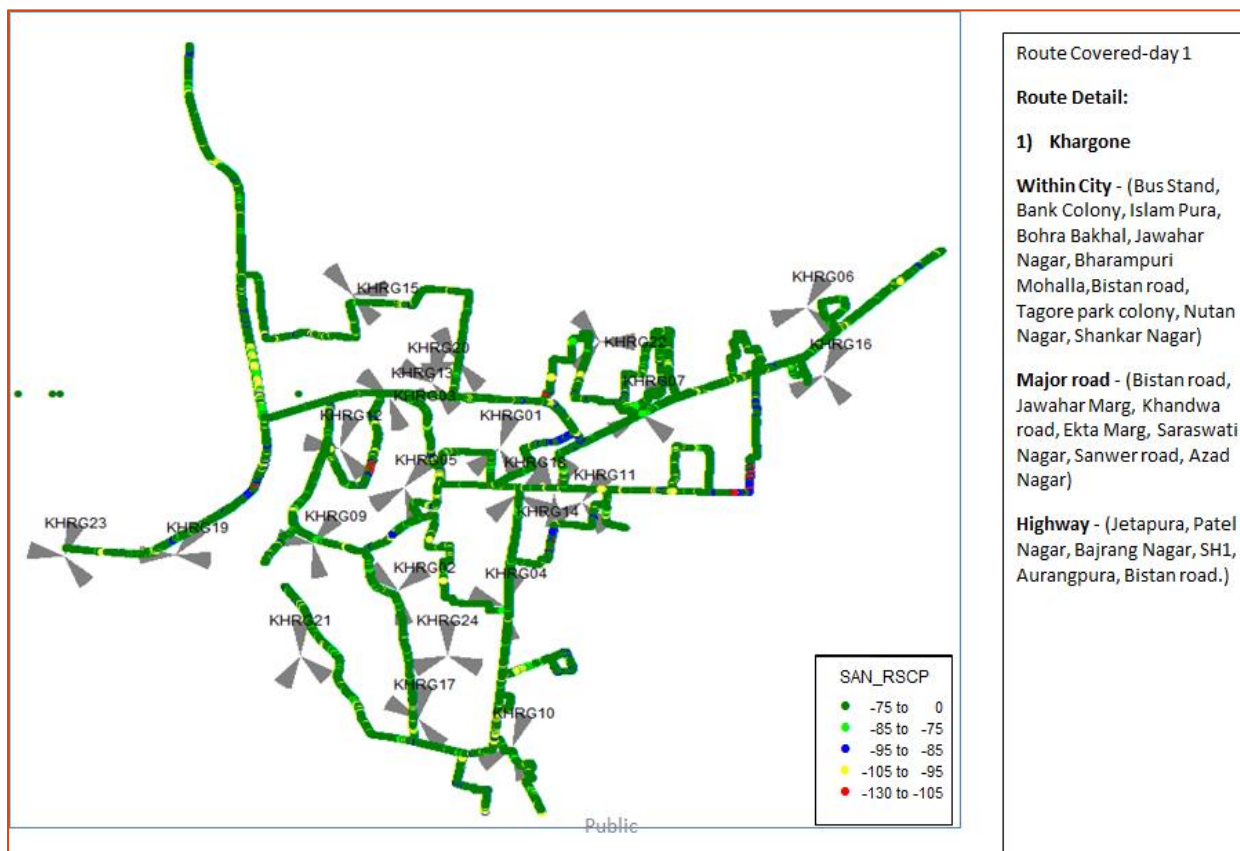 KHRG15
KHRG06
KHRG20
KHRG22
KHRG16
KHRG13
KHRG07
KHRG03
KHRG12
KHRG01
KHRG05
KHRG18
KHRG11
KHRG14
KHRG09
KHRG23
KHRG19
KHRG02
KHRG04
KHRG21
KHRG24
KHRG17
KHRG10
SAN_RSCP
-75 to 0
-85 to -75
-95 to -85
-105 to -95
-130 to -105
Public
Route Covered-day 1
Route Detail:
1) Khargone
Within City - (Bus Stand,
Bank Colony, Islam Pura,
Bohra Bakhal, Jawahar
Nagar, Bharampuri
Mohalla,Bistan road,
Tagore park colony, Nutan
Nagar, Shankar Nagar)
Major road - (Bistan road,
Jawahar Marg, Khandwa
road, Ekta Marg, Saraswati
Nagar, Sanwer road, Azad
Nagar)
Highway - (Jetapura, Patel
Nagar, Bajrang Nagar, SH1,
Aurangpura, Bistan road.)